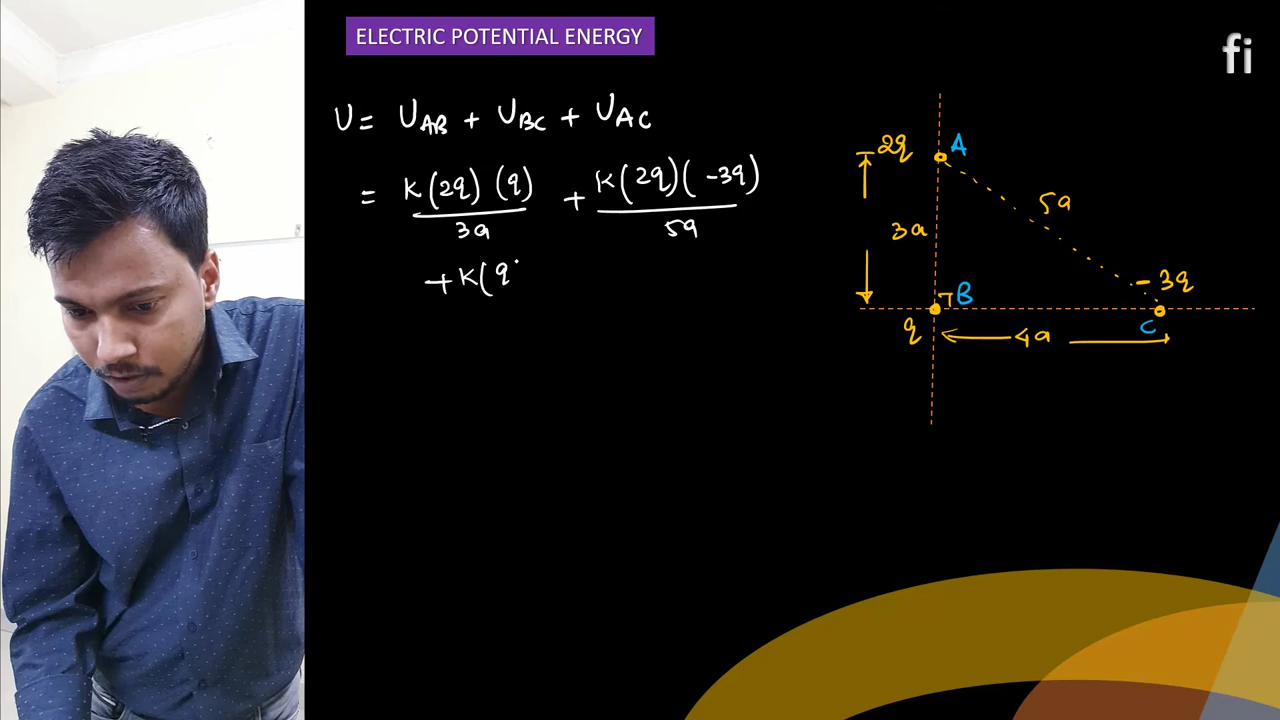 ELECTRIC POTENTIAL ENERGY
fi
U = U_AB + U_BC + U_AC
= K(2q)(q)/3a + K(2q)(-3q)/5a
+ K(q
2q A
3a
5a
B
-3q
q
C
4a